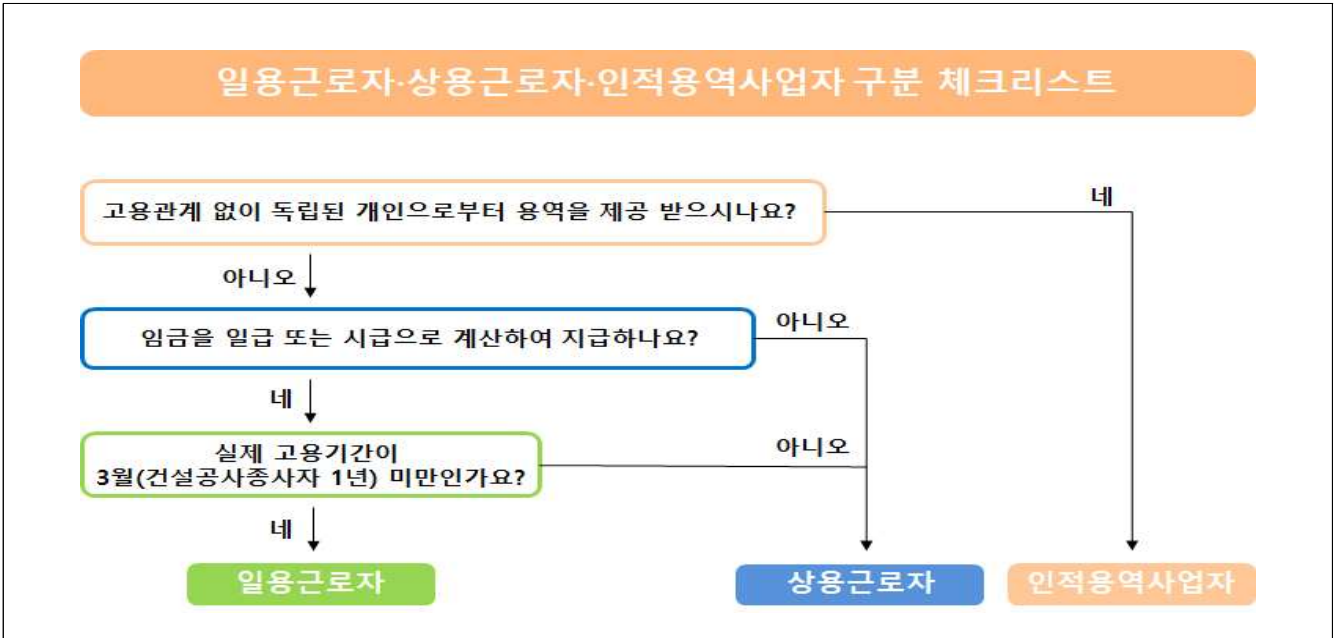 일용근로자·상용근로자·인적용역사업자 구분 체크리스트
고용관계 없이 독립된 개인으로부터 용역을 제공 받으시나요?
네
아니오
임금을 일급 또는 시급으로 계산하여 지급하나요?
아니오
네
실제 고용기간이
3월(건설공사종사자 1년) 미만인가요?
아니오
네
일용근로자
상용근로자
인적용역사업자